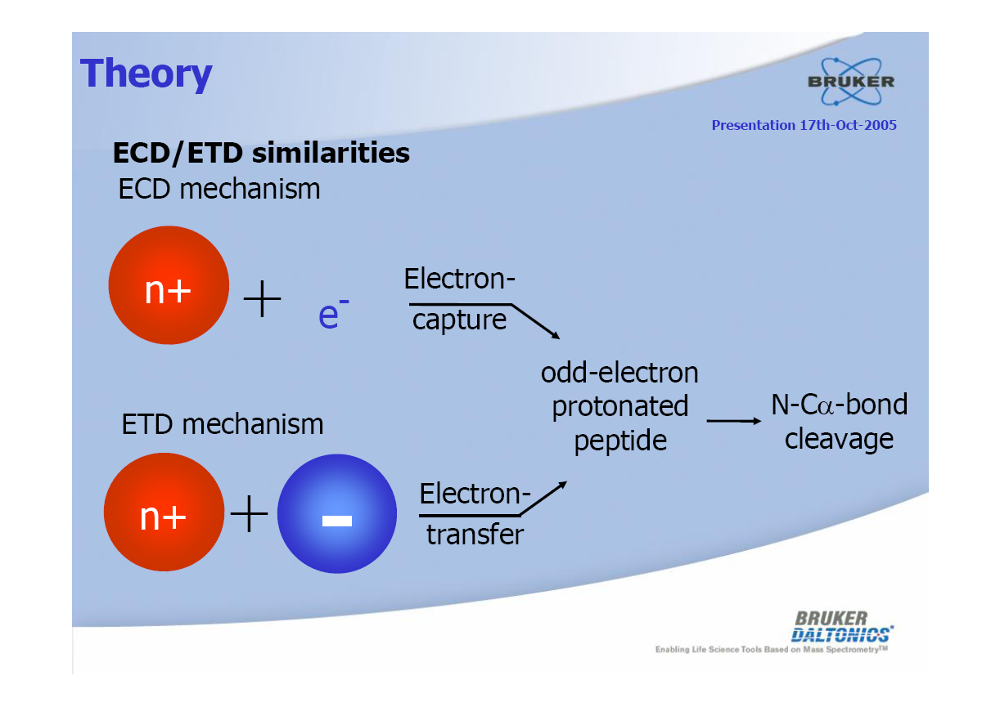 Theory
BRUKER
Presentation 17th-Oct-2005
ECD/ETD similarities
ECD mechanism
n+ + e-
Electron-
capture
odd-electron
protonated
peptide
N-Cα-bond
cleavage
ETD mechanism
n+ + -
Electron-
transfer
BRUKER
DALTONICS
Enabling Life Science Tools Based on Mass Spectrometry™